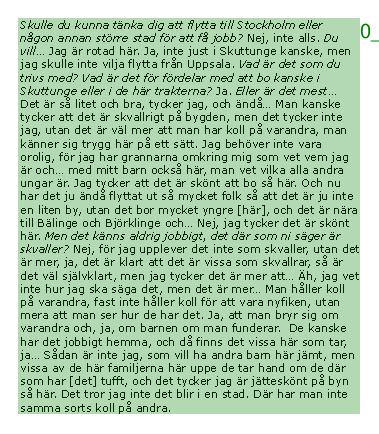 Skulle du kunna tänka dig att flytta till Stockholm eller
någon annan större stad för att få jobb? Nej, inte alls. Du
vill... Jag är rotad här. Ja, inte just i Skuttunge kanske, men
jag skulle inte vilja flytta från Uppsala. Vad är det som du
trivs med? Vad är det för fördelar med att bo kanske i
Skuttunge eller i de här trakterna? Ja. Eller är det mest...
Det är så litet och bra, tycker jag, och ändå... Man kanske
tycker att det är skvallrigt på bygden, men det tycker inte
jag, utan det är väl mer att man har koll på varandra, man
känner sig trygg här på ett sätt. Jag behöver inte vara
orolig, för jag har grannarna omkring mig som vet vem jag
är och... med mitt barn också här, man vet vilka alla andra
ungar är. Jag tycker att det är skönt att bo så här. Och nu
har det ju ändå flyttat ut så mycket folk så att det är ju inte
en liten by, utan det bor mycket yngre [här], och det är nära
till Bälinge och Björklinge och... Nej, jag tycker det är skönt
här. Men det känns aldrig jobbigt, det där som ni säger är
skvaller? Nej, för jag upplever det inte som skvaller, utan det
är mer, ja, det är klart att det är vissa som skvallrar, så är
det väl självklart, men jag tycker det är mer att... Äh, jag vet
inte hur jag ska säga det, men det är mer... Man håller koll
på varandra, fast inte håller koll för att vara nyfiken, utan
mera att man ser hur de har det. Ja, att man bryr sig om
varandra och, ja, om barnen om man funderar. De kanske
har det jobbigt hemma, och då finns det vissa här som tar,
ja... Sådan är inte jag, som vill ha andra barn här jämt, men
vissa av de här familjerna här uppe de tar hand om de där
som har [det] tufft, och det tycker jag är jätteskönt på byn
så här. Det tror jag inte det blir i en stad. Där har man inte
samma sorts koll på andra.